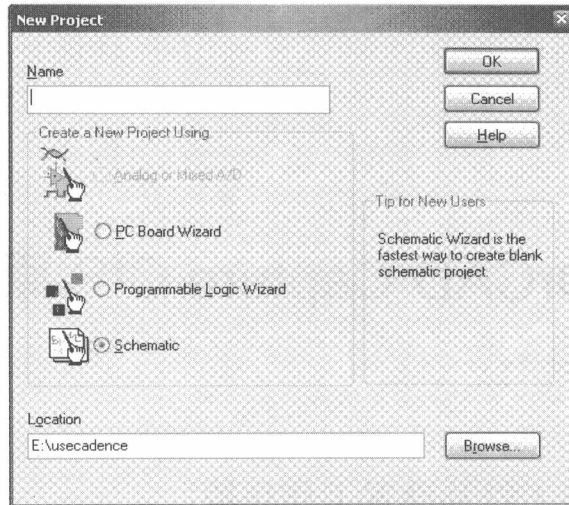 New Project
Name
OK
Cancel
Help
Create a New Project Using
Analog or Mixed A/D
PC Board Wizard
Programmable Logic Wizard
Schematic
Tip for New Users
Schematic Wizard is the
fastest way to create blank
schematic project.
Location
E:\usecadence
Browse...